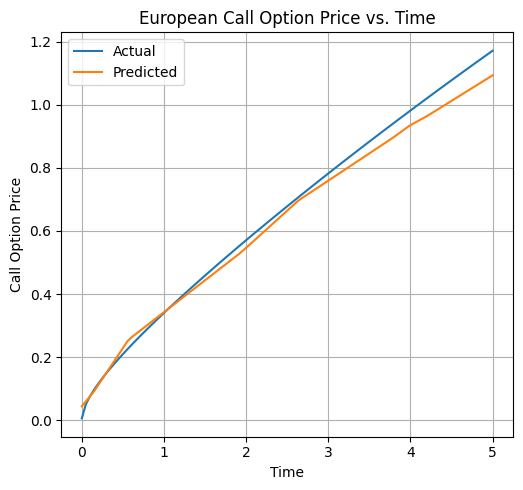 European Call Option Price vs. Time
Actual
Predicted
Call Option Price
1.2
1.0
0.8
0.6
0.4
0.2
0.0
0 1 2 3 4 5
Time